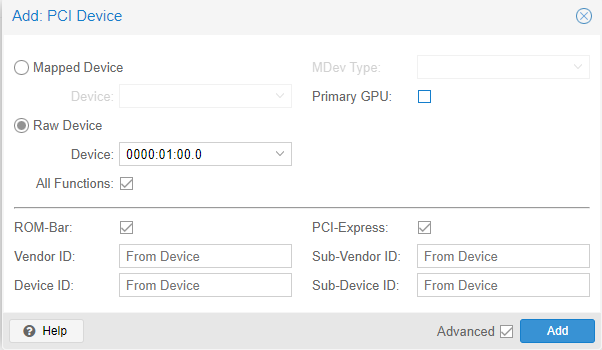 Add: PCI Device
Mapped Device
MDev Type:
Device:
Primary GPU:
Raw Device
Device: 0000:01:00.0
All Functions:
ROM-Bar:
PCI-Express:
Vendor ID: From Device
Sub-Vendor ID: From Device
Device ID: From Device
Sub-Device ID: From Device
Help
Advanced
Add